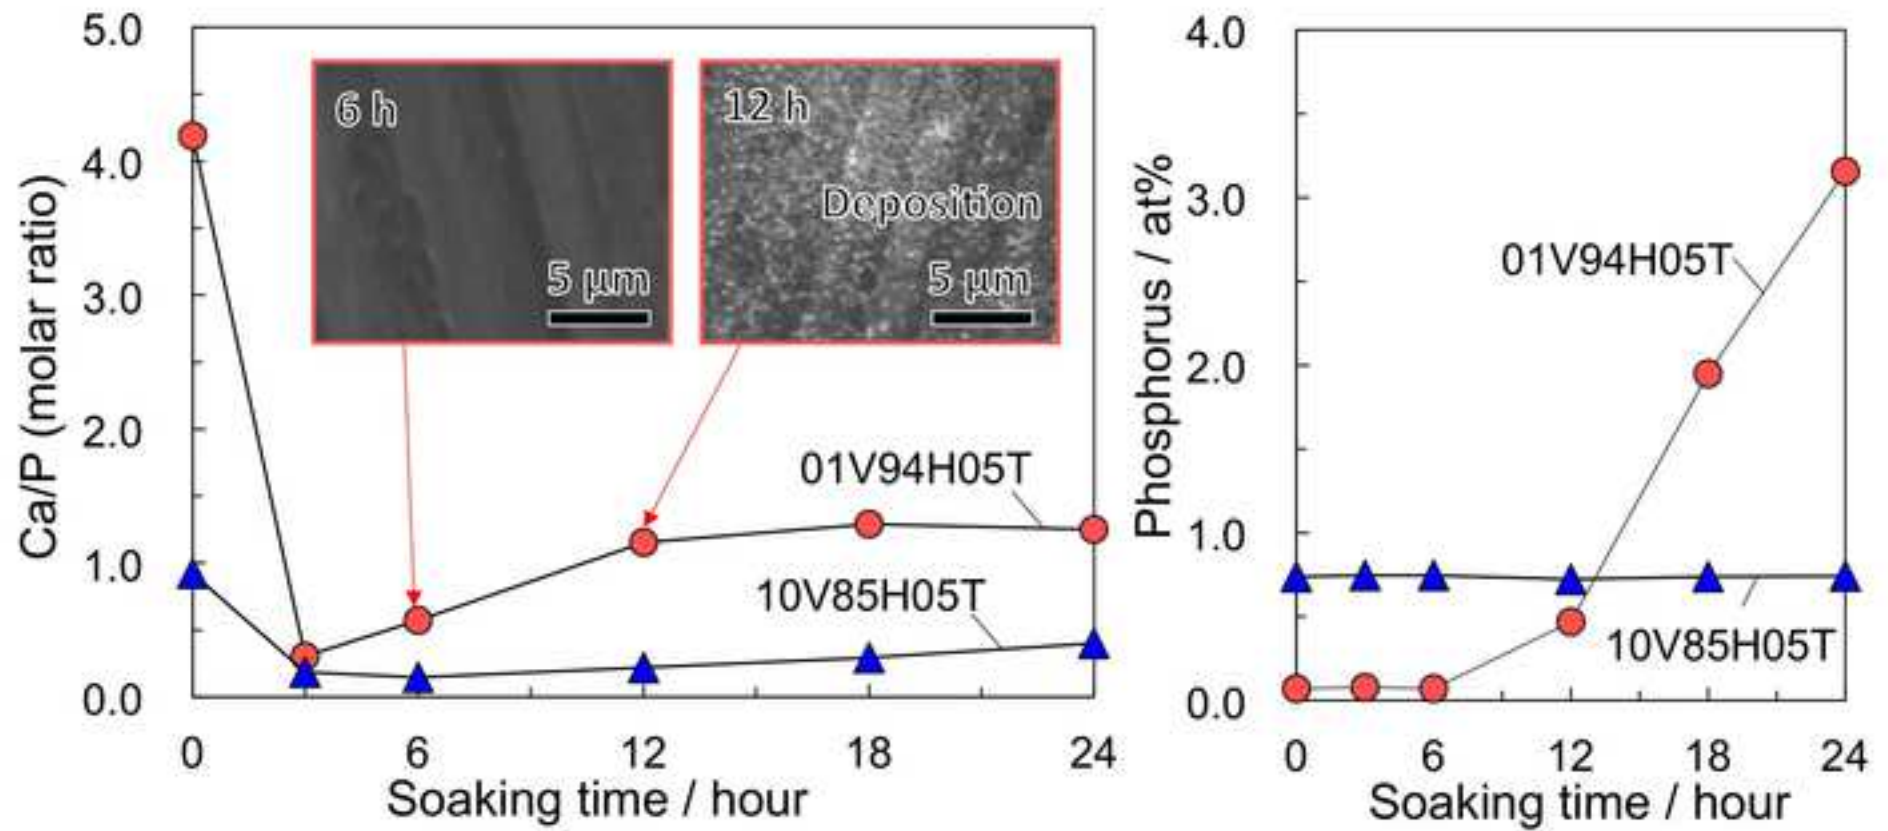 5.0
4.0
3.0
2.0
1.0
0.0
Ca/P (molar ratio)
6 h
5 μm
12 h
Deposition
5 μm
01V94H05T
10V85H05T
0
6
12
18
24
Soaking time / hour
4.0
3.0
2.0
1.0
0.0
Phosphorus / at%
01V94H05T
10V85H05T
0
6
12
18
24
Soaking time / hour